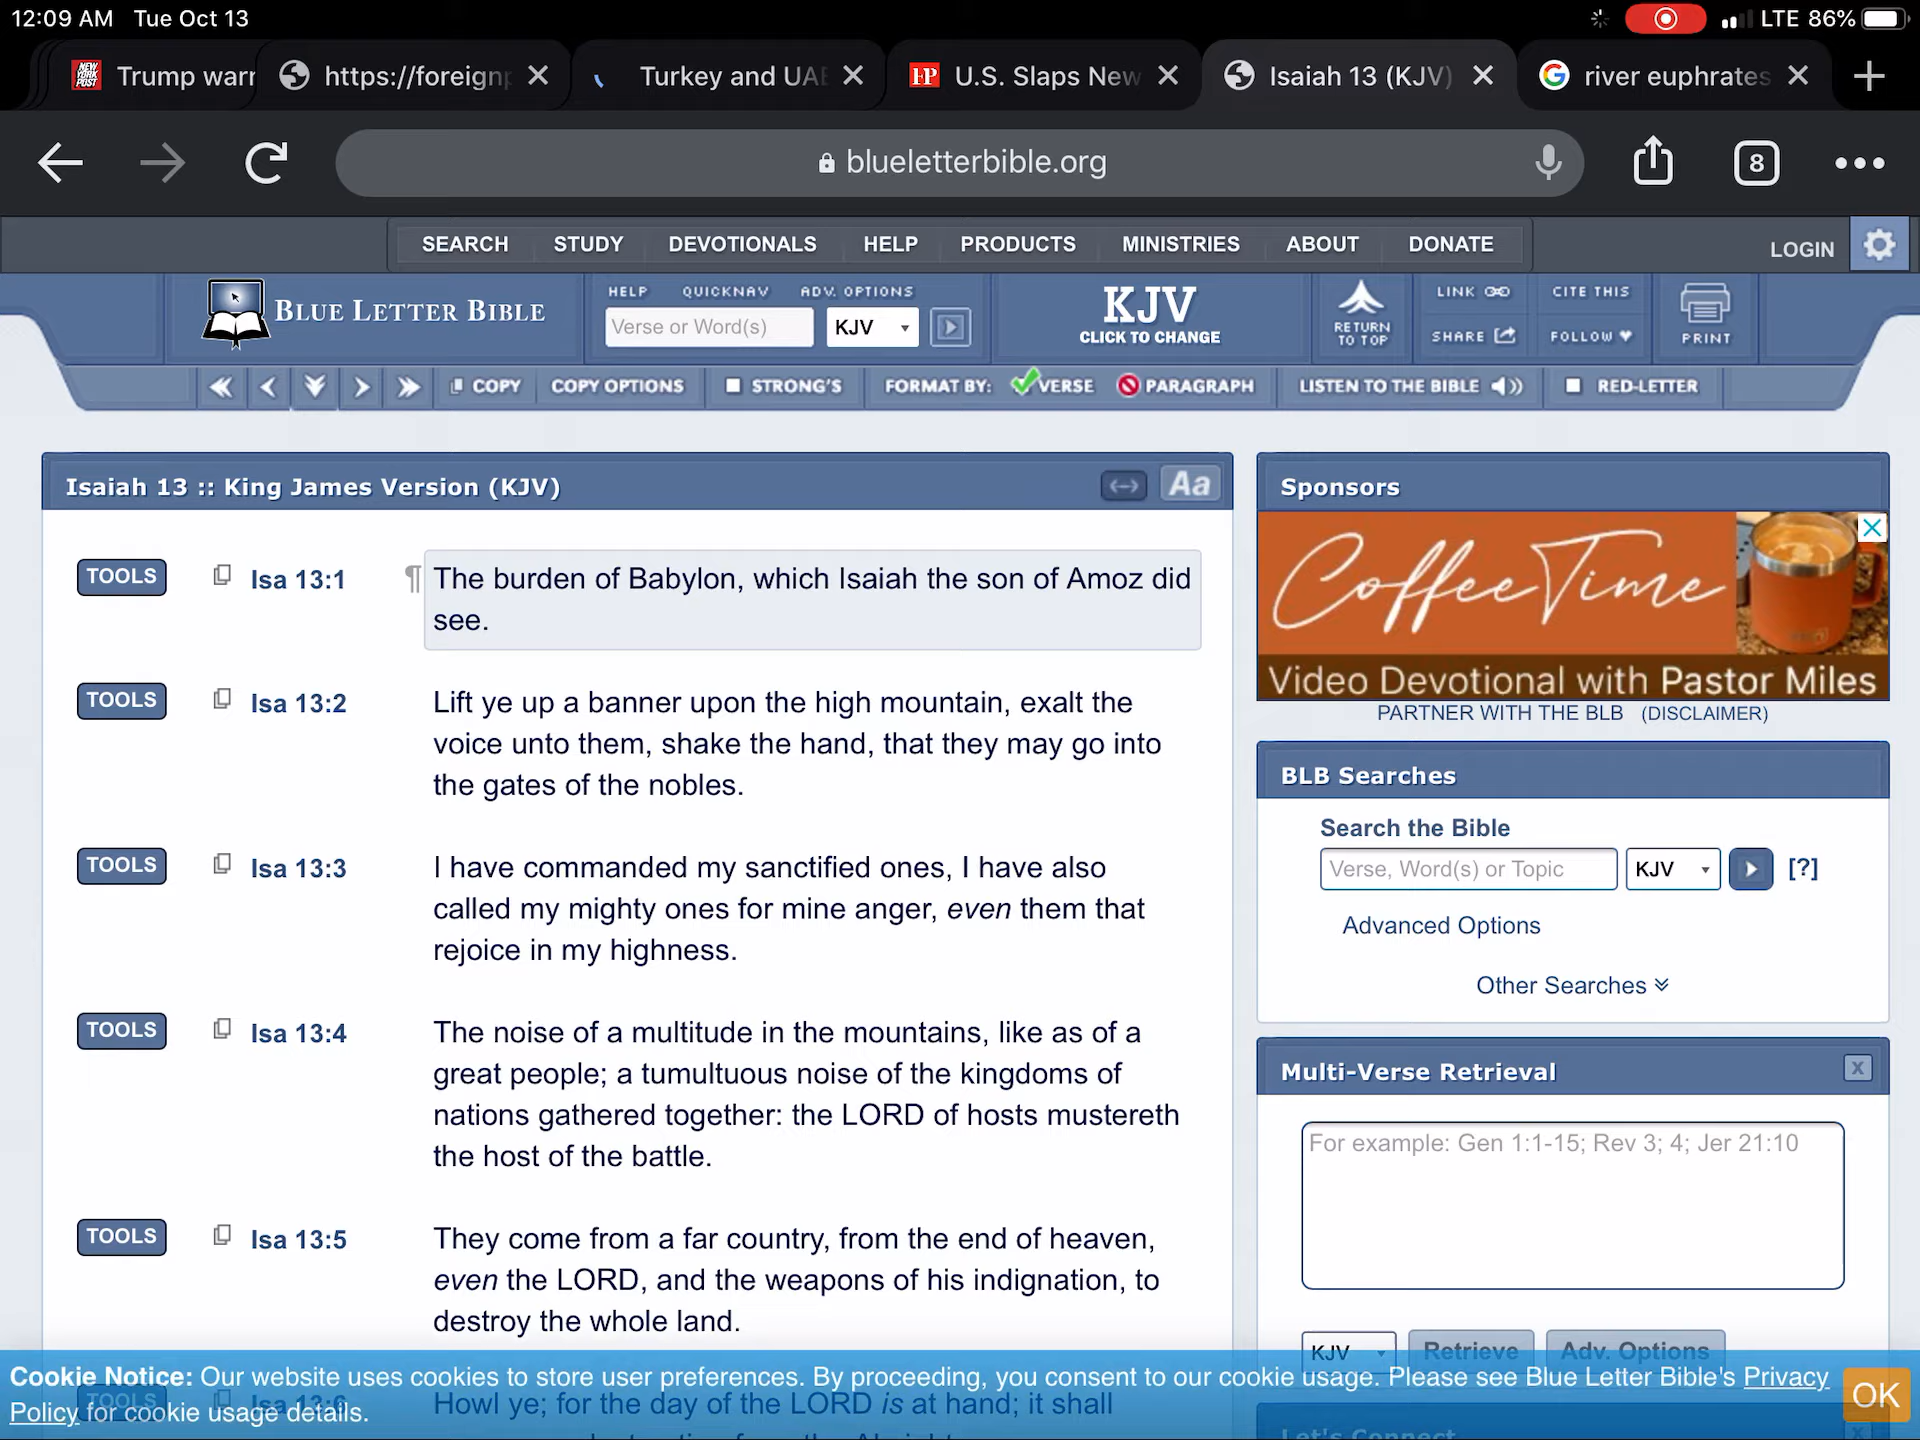 12:09 AM Tue Oct 13
LTE 86%
Trump warr
https://foreignp
Turkey and UAE
U.S. Slaps New
Isaiah 13 (KJV)
river euphrates
blueletterbible.org
8
SEARCH STUDY DEVOTIONALS HELP PRODUCTS MINISTRIES ABOUT DONATE
LOGIN
BLUE LETTER BIBLE
HELP QUICKNAV ADV. OPTIONS
Verse or Word(s) KJV
KJV
CLICK TO CHANGE
RETURN
TO TOP
LINK CITE THIS
SHARE FOLLOW
PRINT
COPY COPY OPTIONS STRONG'S FORMAT BY: VERSE PARAGRAPH LISTEN TO THE BIBLE RED-LETTER
Isaiah 13 :: King James Version (KJV)
Aa
TOOLS Isa 13:1 ¶ The burden of Babylon, which Isaiah the son of Amoz did
see.
TOOLS Isa 13:2 Lift ye up a banner upon the high mountain, exalt the
voice unto them, shake the hand, that they may go into
the gates of the nobles.
TOOLS Isa 13:3 I have commanded my sanctified ones, I have also
called my mighty ones for mine anger, even them that
rejoice in my highness.
TOOLS Isa 13:4 The noise of a multitude in the mountains, like as of a
great people; a tumultuous noise of the kingdoms of
nations gathered together: the LORD of hosts mustereth
the host of the battle.
TOOLS Isa 13:5 They come from a far country, from the end of heaven,
even the LORD, and the weapons of his indignation, to
destroy the whole land.
TOOLS Isa 13:6 Howl ye; for the day of the LORD is at hand; it shall
Sponsors
Coffee Time
Video Devotional with Pastor Miles
PARTNER WITH THE BLB (DISCLAIMER)
BLB Searches
Search the Bible
Verse, Word(s) or Topic KJV [?]
Advanced Options
Other Searches
Multi-Verse Retrieval
X
For example: Gen 1:1-15; Rev 3; 4; Jer 21:10
KJV Retrieve Adv. Options
Let's Connect
Cookie Notice: Our website uses cookies to store user preferences. By proceeding, you consent to our cookie usage. Please see Blue Letter Bible's Privacy
Policy for cookie usage details.
OK